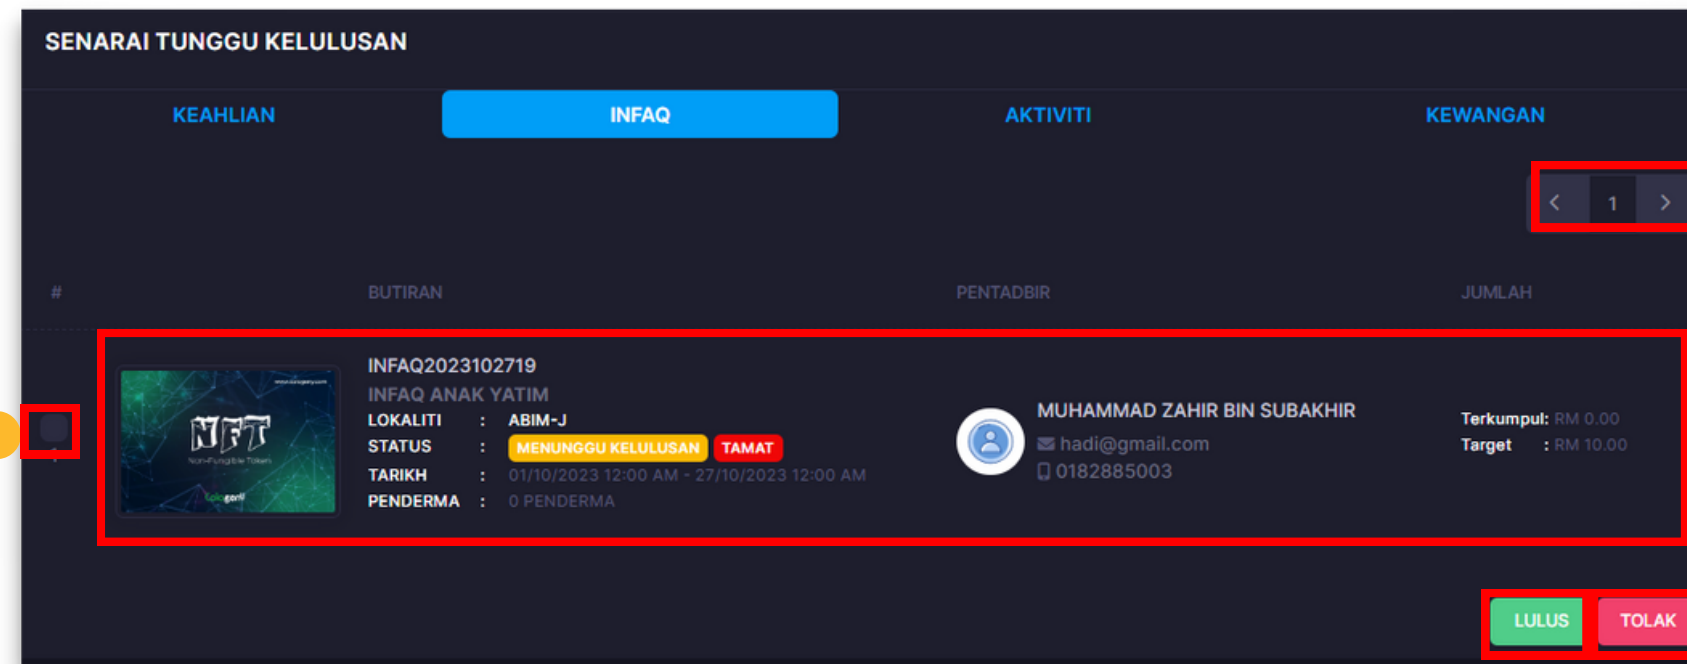 SENARAI TUNGGU KELULUSAN
KEAHLIAN INFAQ AKTIVITI KEWANGAN
< 1 >
# BUTIRAN PENTADBIR JUMLAH
INFAQ2023102719
INFAQ ANAK YATIM
LOKALITI : ABIM-J
STATUS : MENUNGGU KELULUSAN TAMAT
TARIKH : 01/10/2023 12:00 AM - 27/10/2023 12:00 AM
PENDERMA : 0 PENDERMA
NFT
Non-Fungible Token
MUHAMMAD ZAHIR BIN SUBAKHIR
hadi@gmail.com
0182885003
Terkumpul: RM 0.00
Target : RM 10.00
LULUS TOLAK